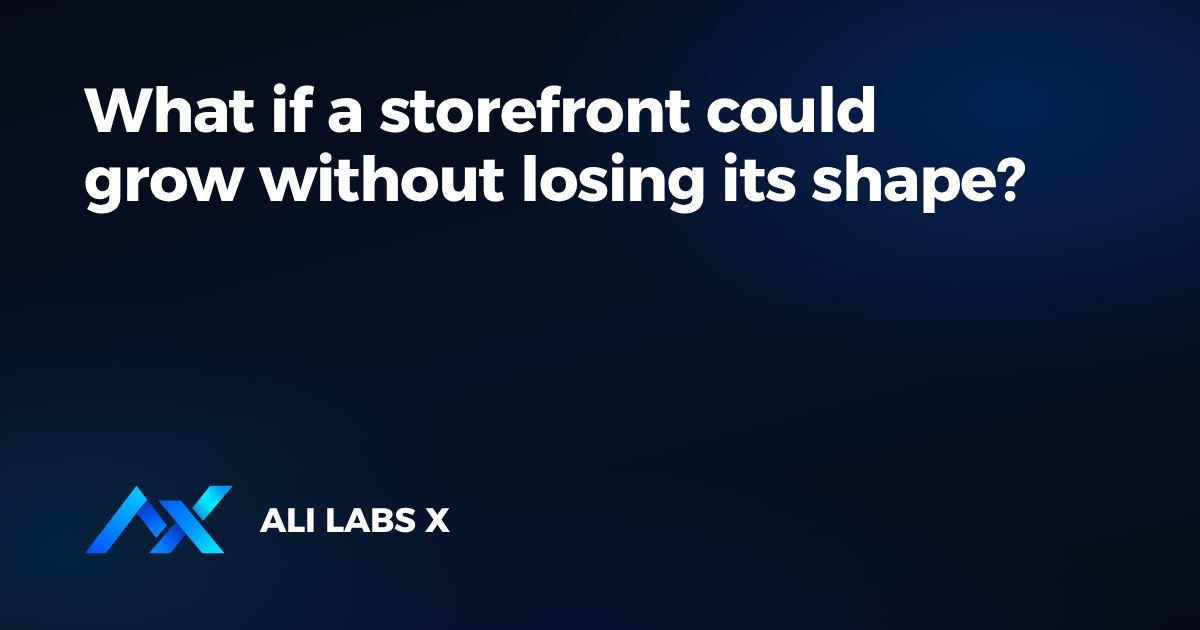 What if a storefront could
grow without losing its shape?
ALI LABS X